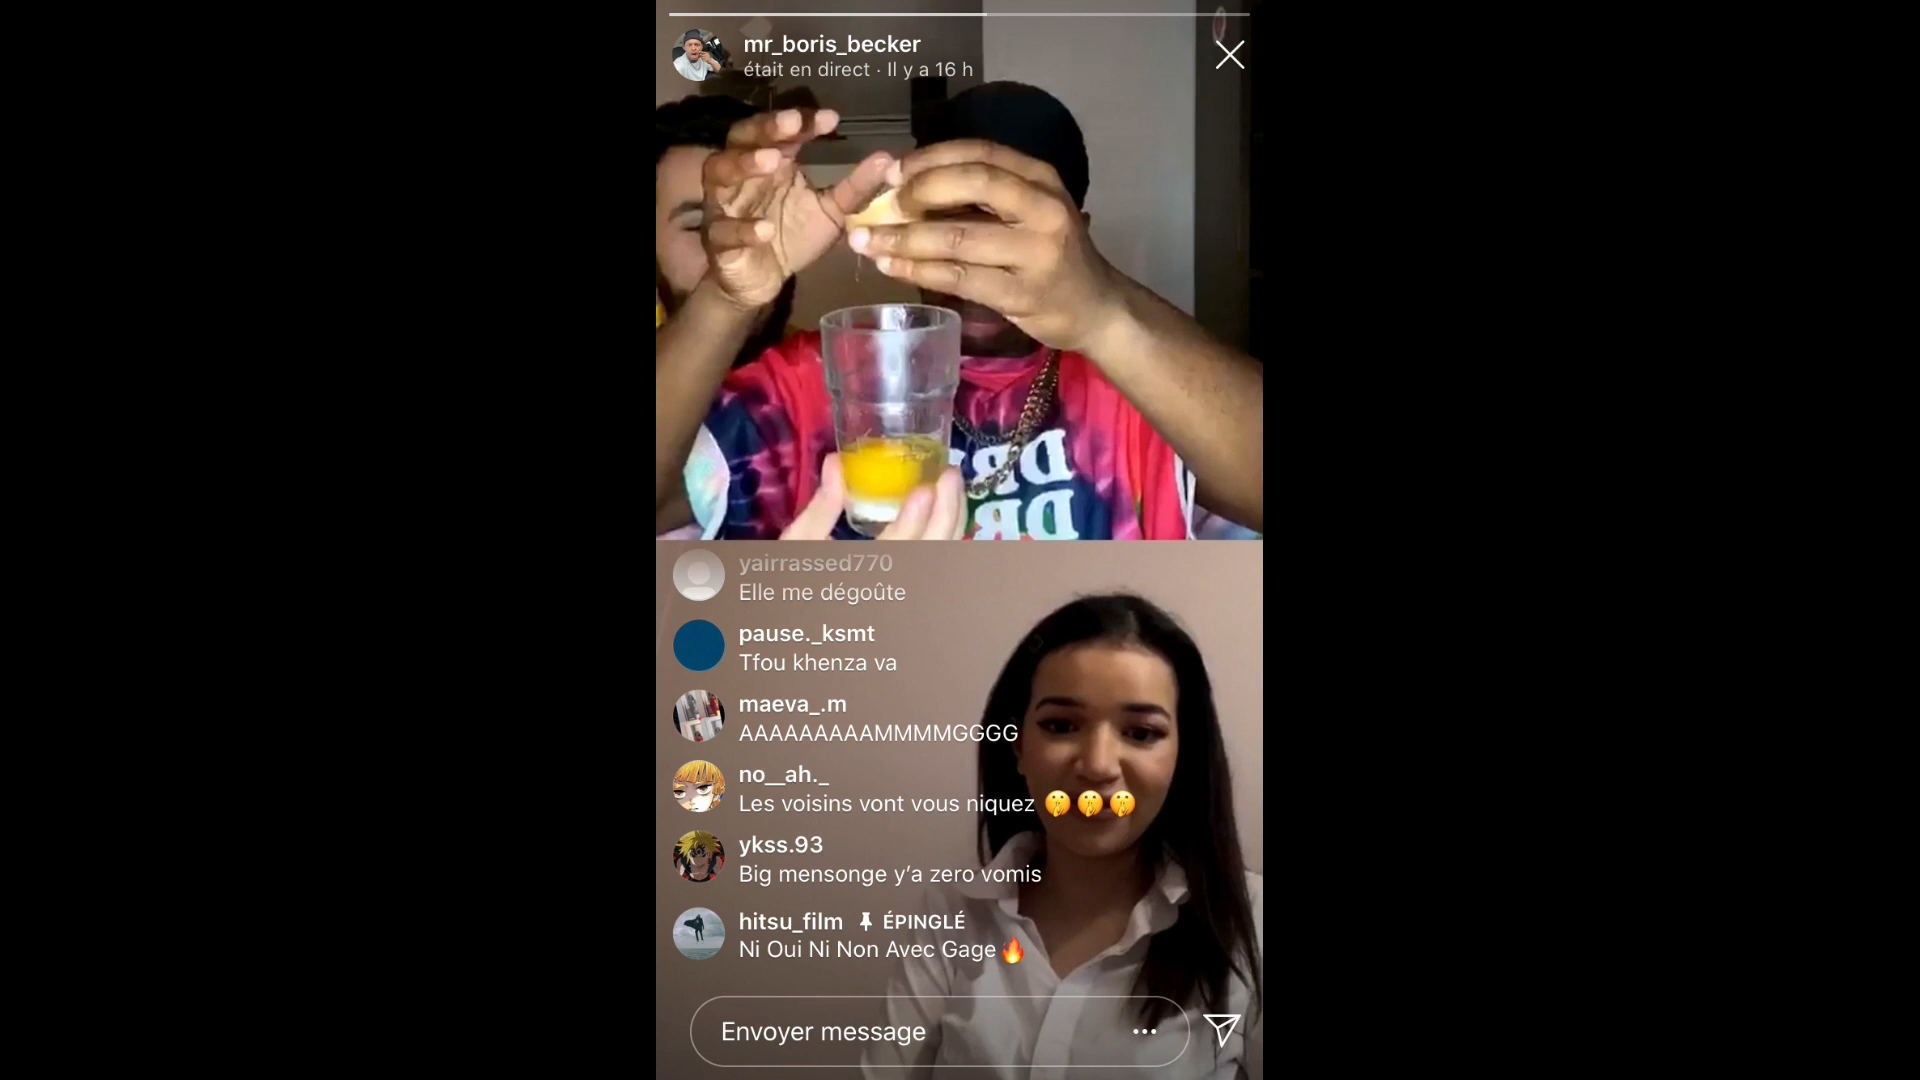 mr_boris_becker
était en direct · Il y a 16 h
DR
DR
yairrassed770
Elle me dégoûte
pause._ksmt
Tfou khenza va
maeva_.m
AAAAAAAAAMMMMGGGG
no__ah._
Les voisins vont vous niquez 🤫🤫🤫
ykss.93
Big mensonge y’a zero vomis
hitsu_film ÉPINGLÉ
Ni Oui Ni Non Avec Gage🔥
Envoyer message